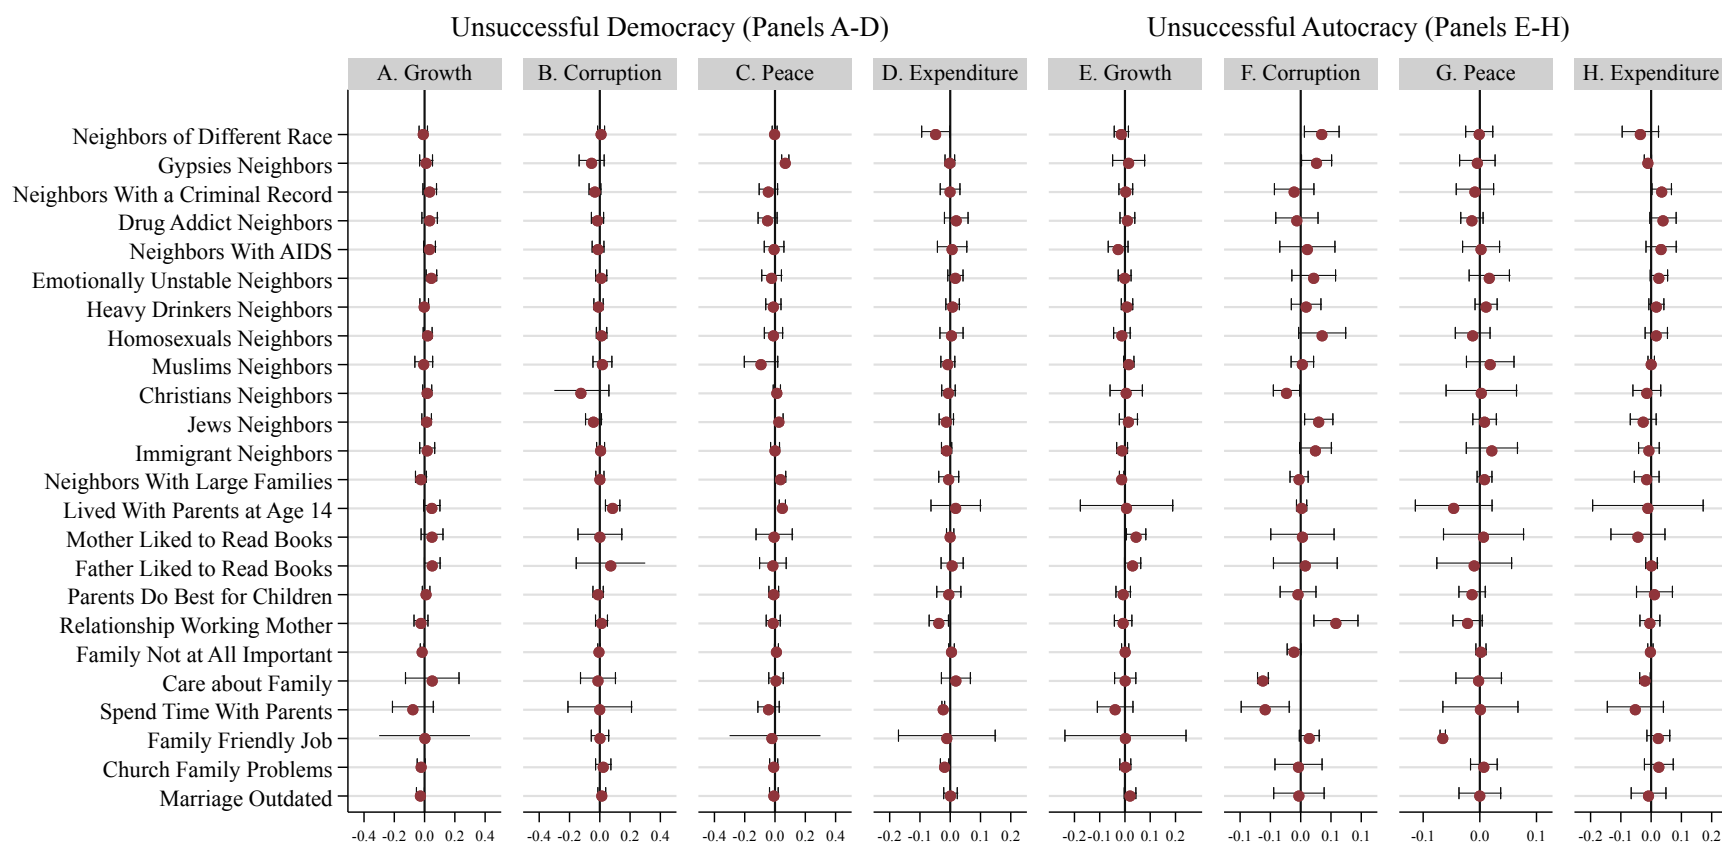 Unsuccessful Democracy (Panels A-D) Unsuccessful Autocracy (Panels E-H)
A. Growth B. Corruption C. Peace D. Expenditure E. Growth F. Corruption G. Peace H. Expenditure
Neighbors of Different Race
Gypsies Neighbors
Neighbors With a Criminal Record
Drug Addict Neighbors
Neighbors With AIDS
Emotionally Unstable Neighbors
Heavy Drinkers Neighbors
Homosexuals Neighbors
Muslims Neighbors
Christians Neighbors
Jews Neighbors
Immigrant Neighbors
Neighbors With Large Families
Lived With Parents at Age 14
Mother Liked to Read Books
Father Liked to Read Books
Parents Do Best for Children
Relationship Working Mother
Family Not at All Important
Care about Family
Spend Time With Parents
Family Friendly Job
Church Family Problems
Marriage Outdated
-0.4 -0.2 0.0 0.2 0.4 -0.4 -0.2 0.0 0.2 0.4 -0.4 -0.2 0.0 0.2 0.4 -0.2 -0.1 0.0 0.1 0.2 -0.2 -0.1 0.0 0.1 0.2 -0.1 -0.1 0.0 0.1 0.1 -0.1 0.0 0.1 -0.2 -0.1 0.0 0.1 0.2